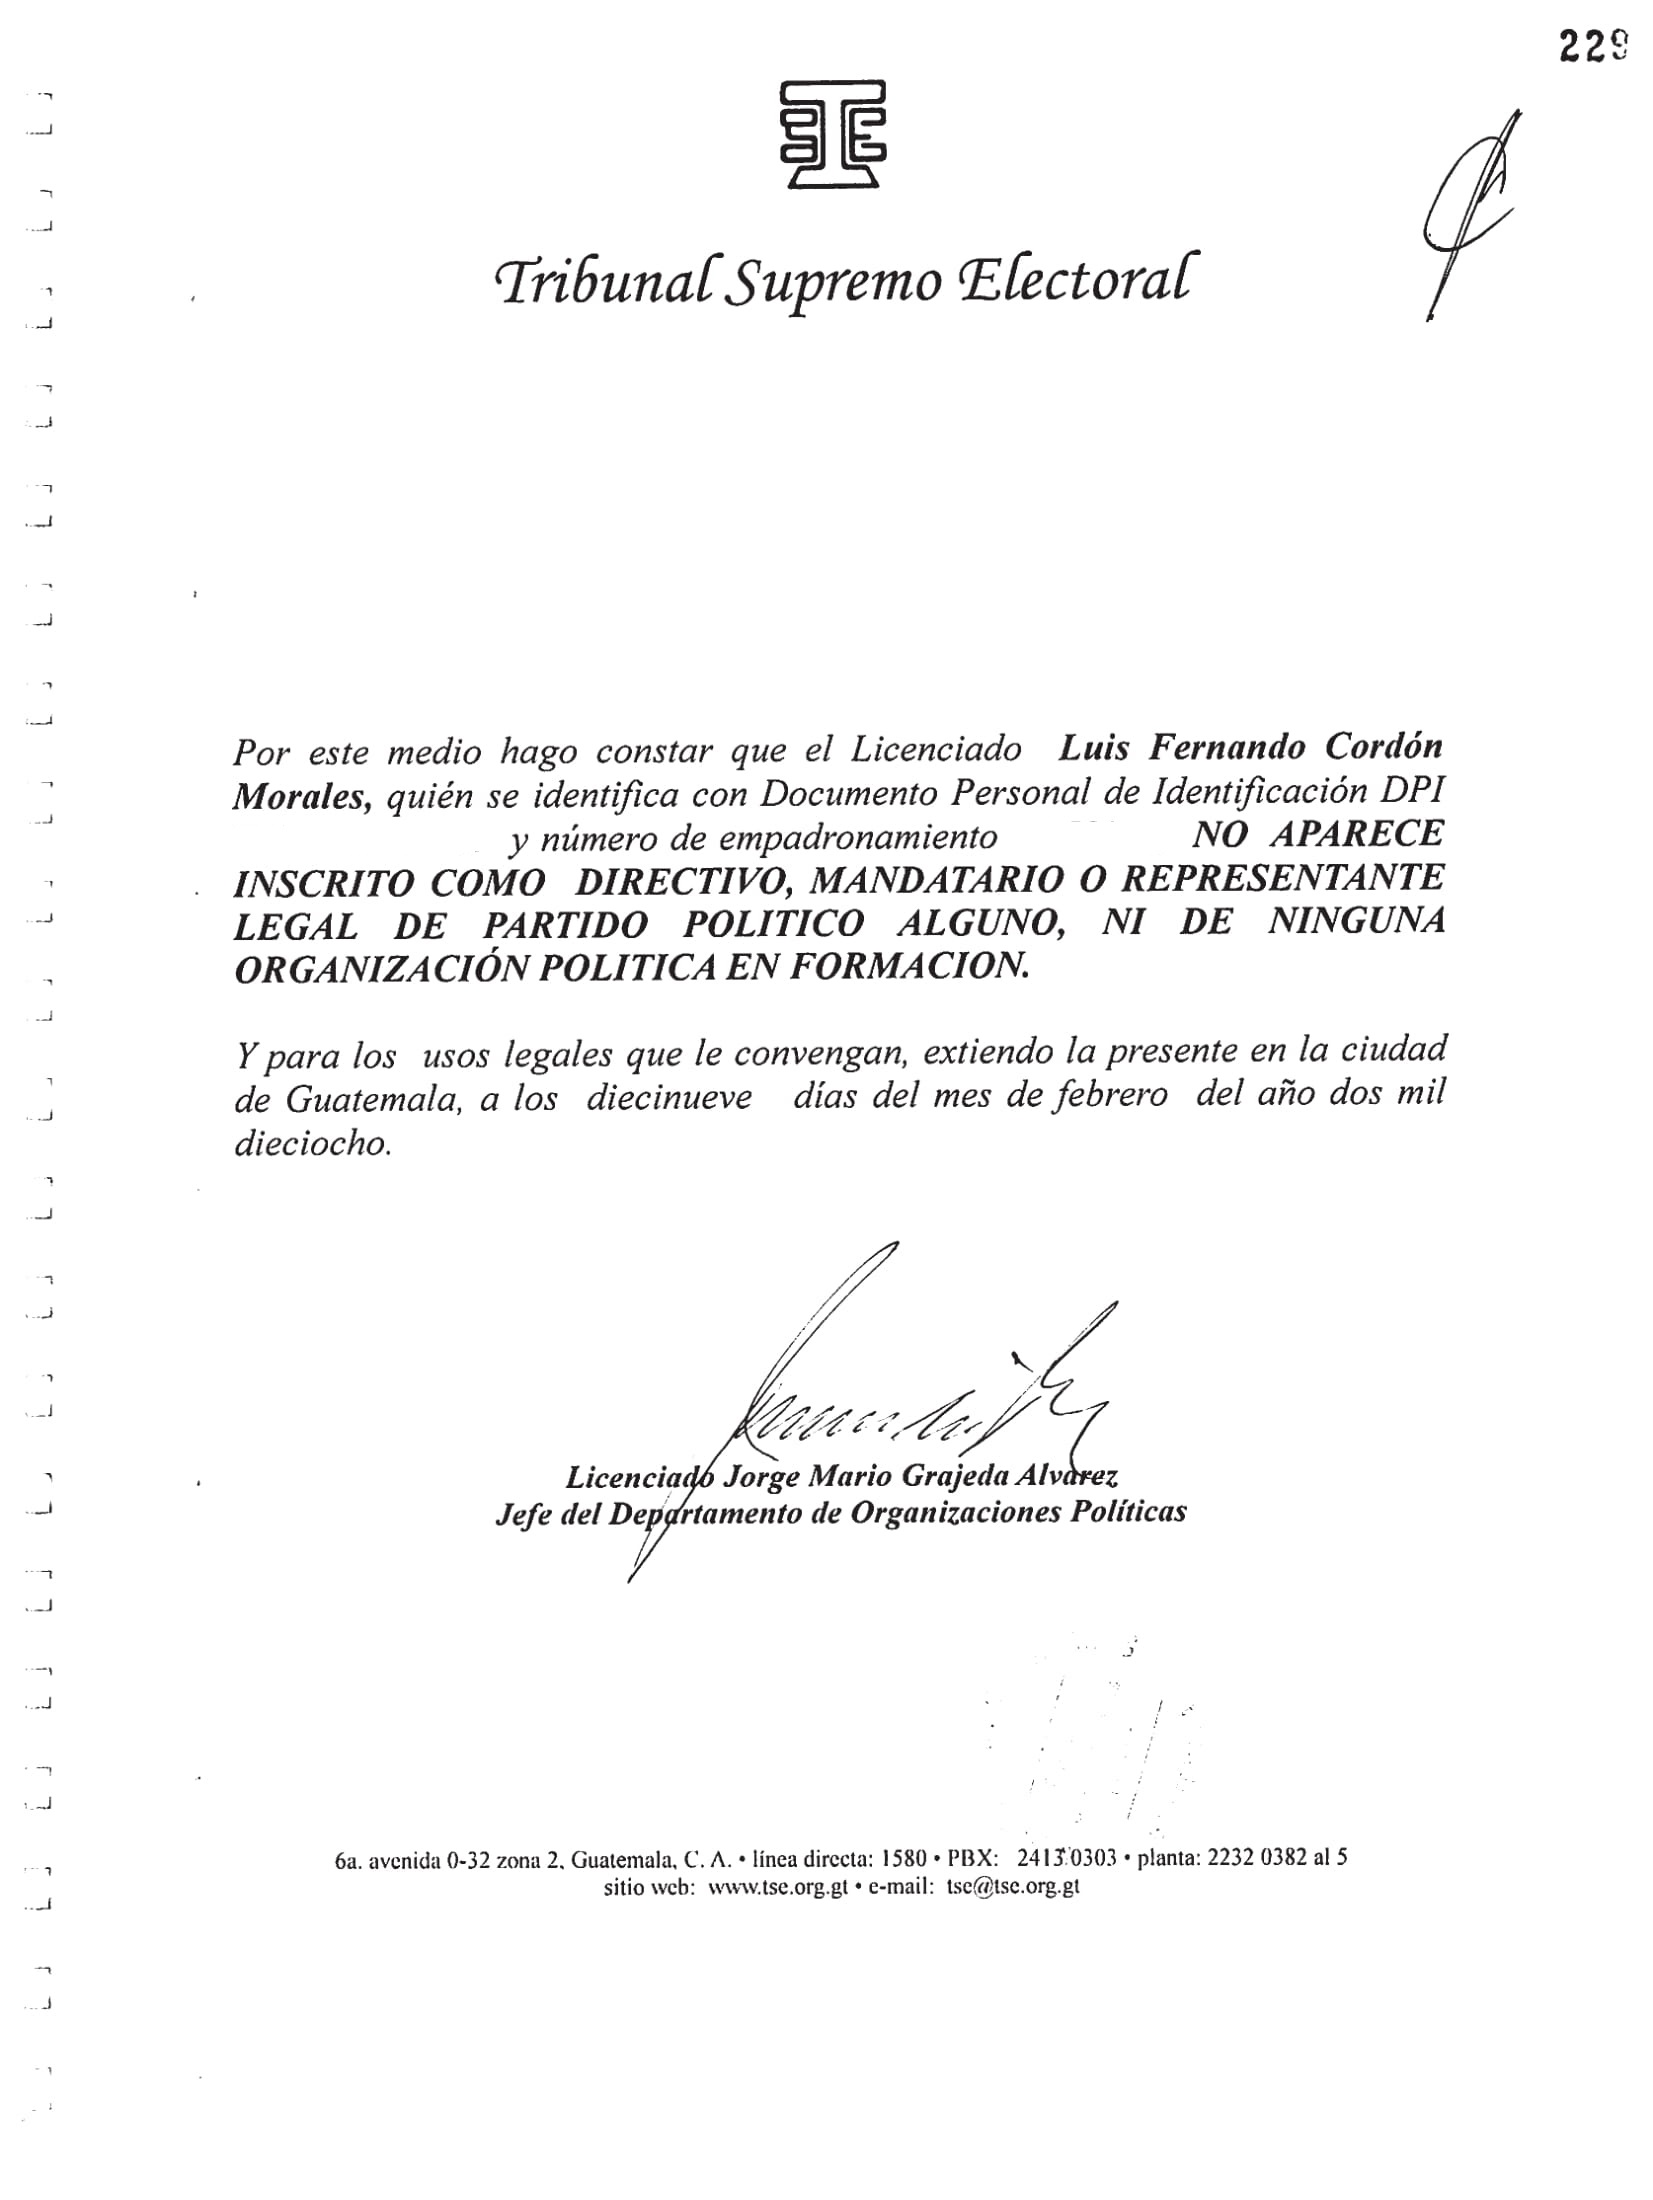 229
Tribunal Supremo Electoral
Por este medio hago constar que el Licenciado Luis Fernando Cordón
Morales, quién se identifica con Documento Personal de Identificación DPI
y número de empadronamiento NO APARECE
INSCRITO COMO DIRECTIVO, MANDATARIO O REPRESENTANTE
LEGAL DE PARTIDO POLITICO ALGUNO, NI DE NINGUNA
ORGANIZACIÓN POLITICA EN FORMACION.
Y para los usos legales que le convengan, extiendo la presente en la ciudad
de Guatemala, a los diecinueve días del mes de febrero del año dos mil
dieciocho.
Licenciado Jorge Mario Grajeda Alvarez
Jefe del Departamento de Organizaciones Políticas
6a. avenida 0-32 zona 2, Guatemala, C. A. • línea directa: 1580 • PBX: 2413 0303 • planta: 2232 0382 al 5
sitio web: www.tse.org.gt • e-mail: tse@tse.org.gt